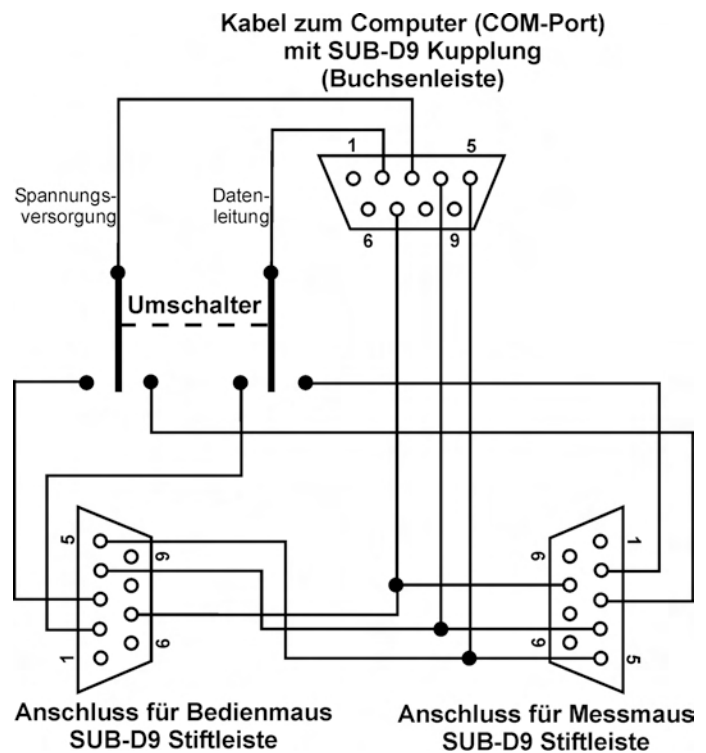 Kabel zum Computer (COM-Port)
mit SUB-D9 Kupplung
(Buchsenleiste)
1 5
Spannungs-
versorgung
Daten-
leitung
6 9
Umschalter
5
9
1
6
1
6
9
5
Anschluss für Bedienmaus
SUB-D9 Stiftleiste
Anschluss für Messmaus
SUB-D9 Stiftleiste